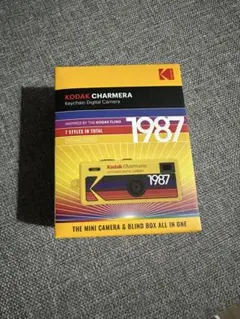 KODAK CHARMERA
Keychain Digital Camera
INSPIRED BY THE KODAK FLING
7 STYLES IN TOTAL
1987
Kodak Charmera
1987
THE MINI CAMERA & BLIND BOX ALL IN ONE